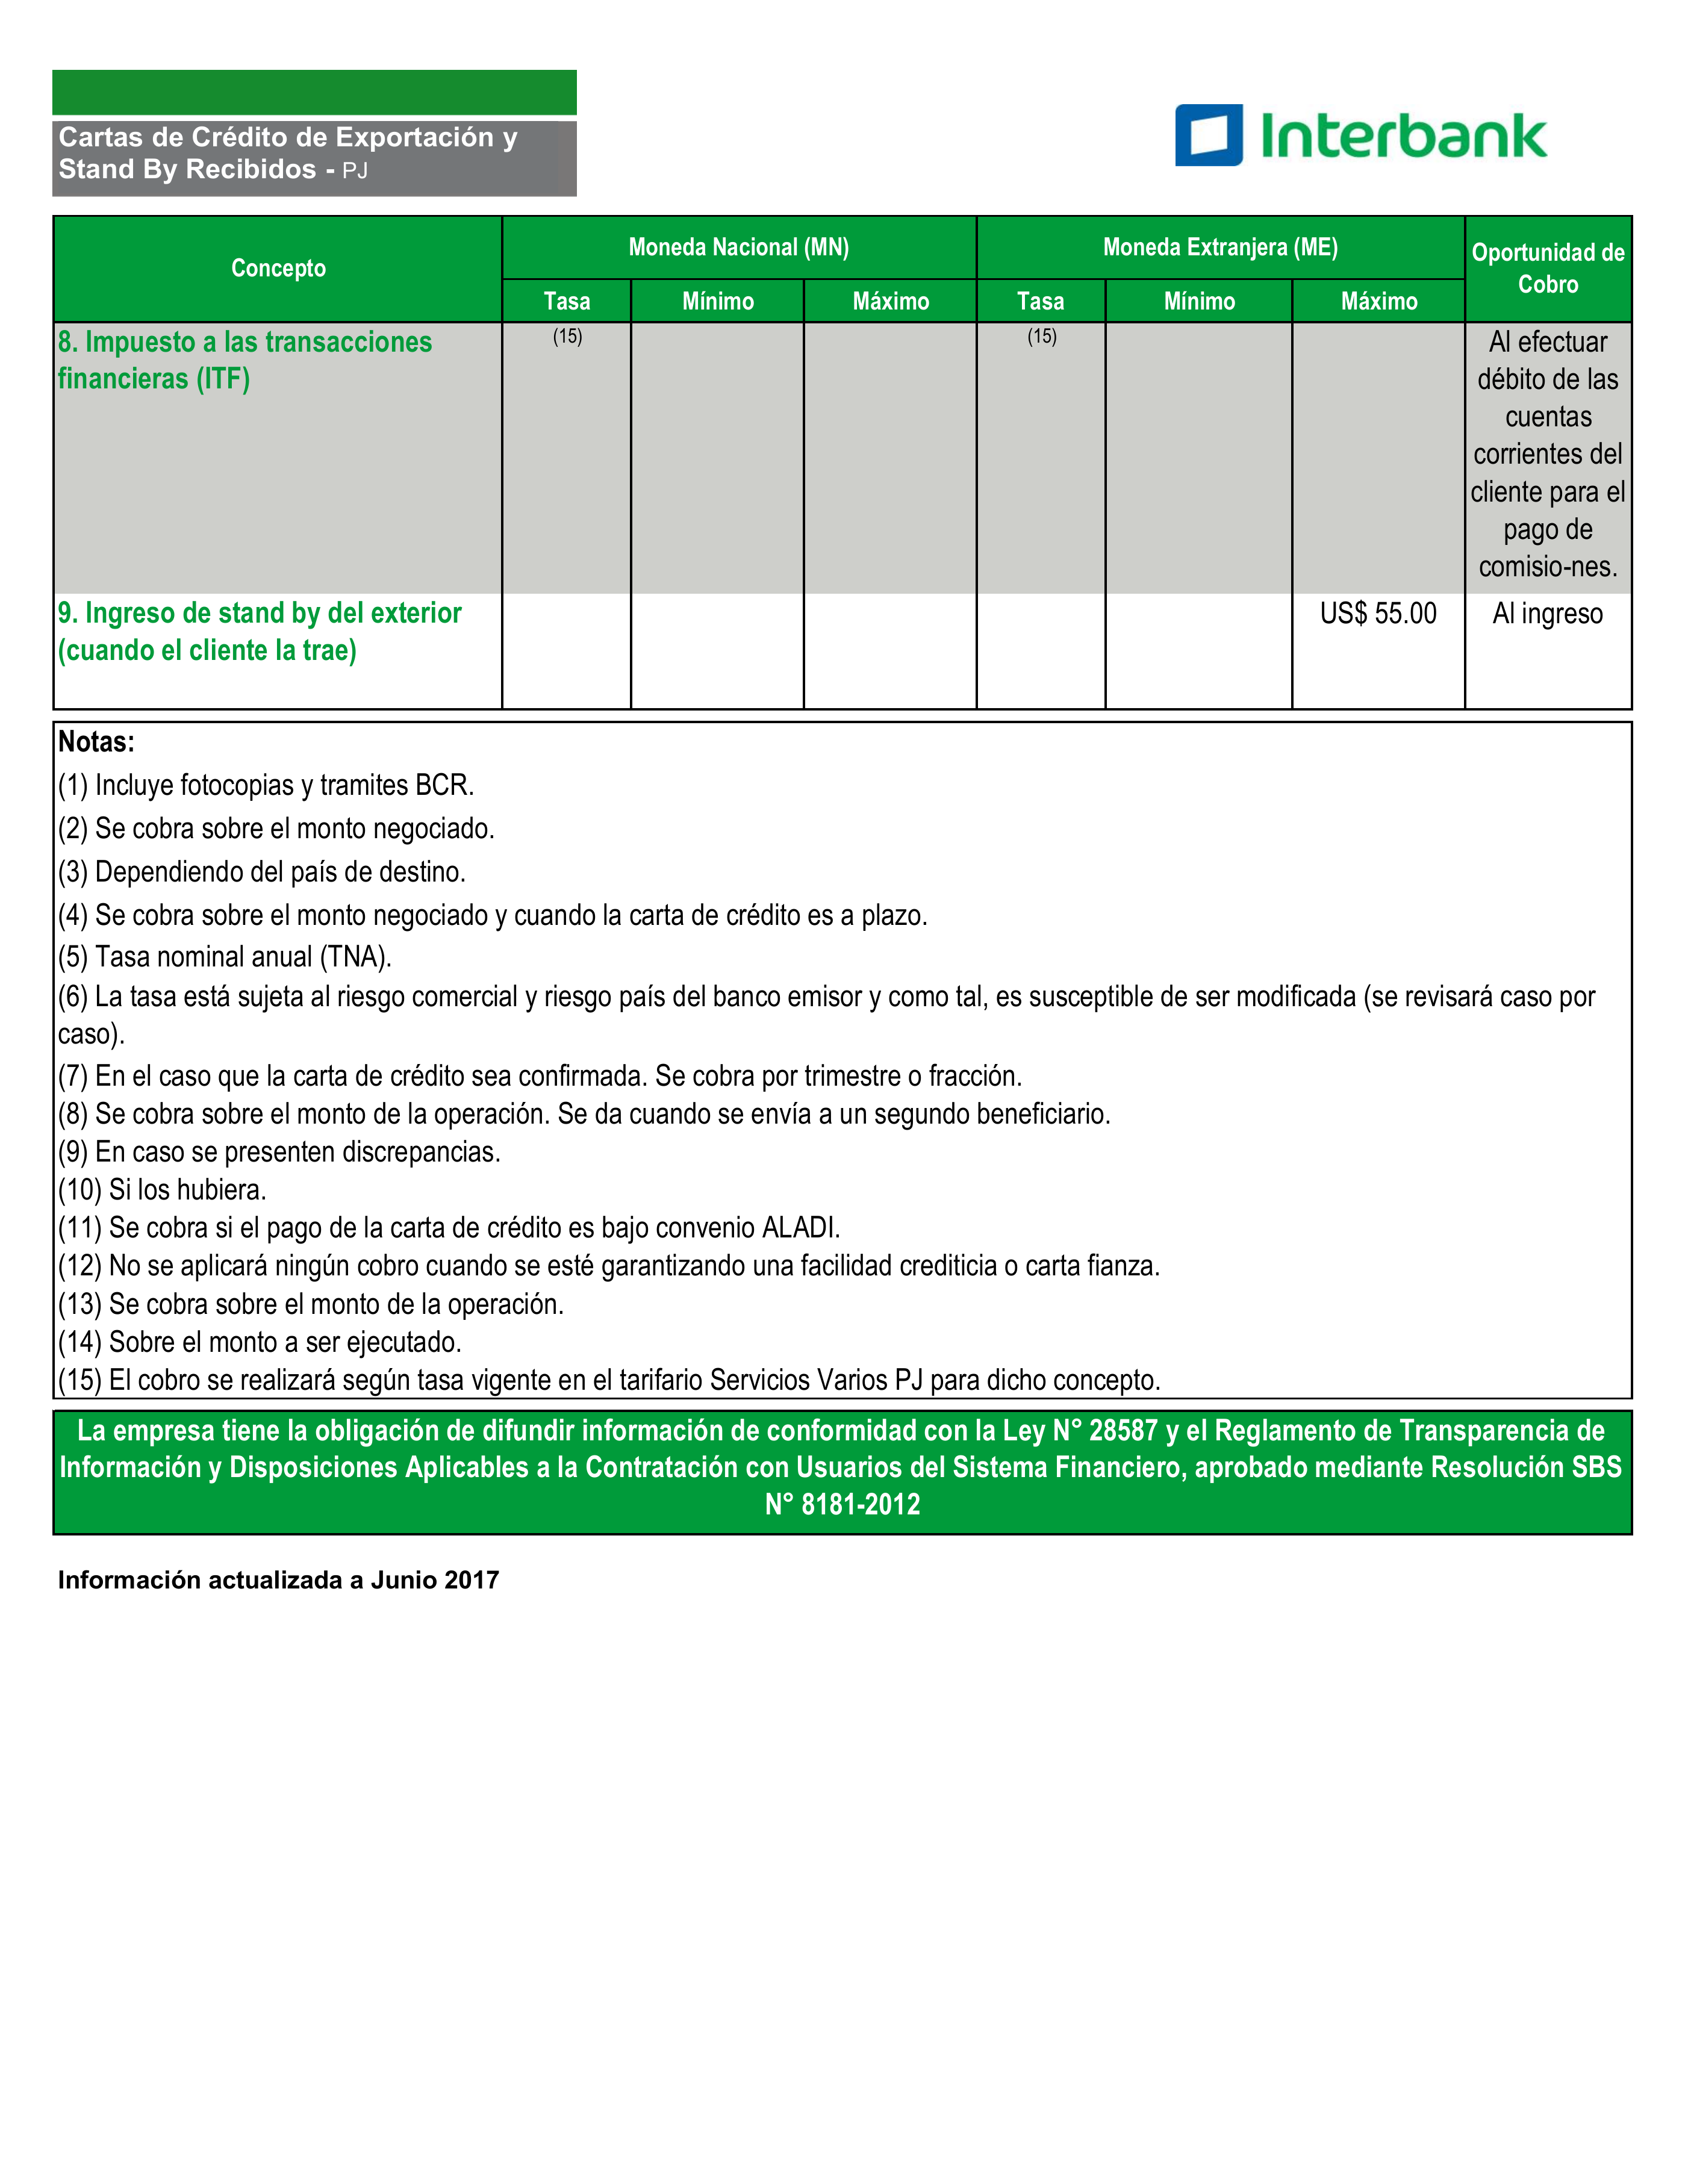 Cartas de Crédito de Exportación y
Stand By Recibidos - PJ
Interbank
Concepto
Moneda Nacional (MN)
Moneda Extranjera (ME)
Oportunidad de
Cobro
Tasa
Mínimo
Máximo
Tasa
Mínimo
Máximo
8. Impuesto a las transacciones
financieras (ITF)
(15)
(15)
Al efectuar
débito de las
cuentas
corrientes del
cliente para el
pago de
comisio-nes.
9. Ingreso de stand by del exterior
(cuando el cliente la trae)
US$ 55.00
Al ingreso
Notas:
(1) Incluye fotocopias y tramites BCR.
(2) Se cobra sobre el monto negociado.
(3) Dependiendo del país de destino.
(4) Se cobra sobre el monto negociado y cuando la carta de crédito es a plazo.
(5) Tasa nominal anual (TNA).
(6) La tasa está sujeta al riesgo comercial y riesgo país del banco emisor y como tal, es susceptible de ser modificada (se revisará caso por
caso).
(7) En el caso que la carta de crédito sea confirmada. Se cobra por trimestre o fracción.
(8) Se cobra sobre el monto de la operación. Se da cuando se envía a un segundo beneficiario.
(9) En caso se presenten discrepancias.
(10) Si los hubiera.
(11) Se cobra si el pago de la carta de crédito es bajo convenio ALADI.
(12) No se aplicará ningún cobro cuando se esté garantizando una facilidad crediticia o carta fianza.
(13) Se cobra sobre el monto de la operación.
(14) Sobre el monto a ser ejecutado.
(15) El cobro se realizará según tasa vigente en el tarifario Servicios Varios PJ para dicho concepto.
La empresa tiene la obligación de difundir información de conformidad con la Ley N° 28587 y el Reglamento de Transparencia de
Información y Disposiciones Aplicables a la Contratación con Usuarios del Sistema Financiero, aprobado mediante Resolución SBS
N° 8181-2012
Información actualizada a Junio 2017